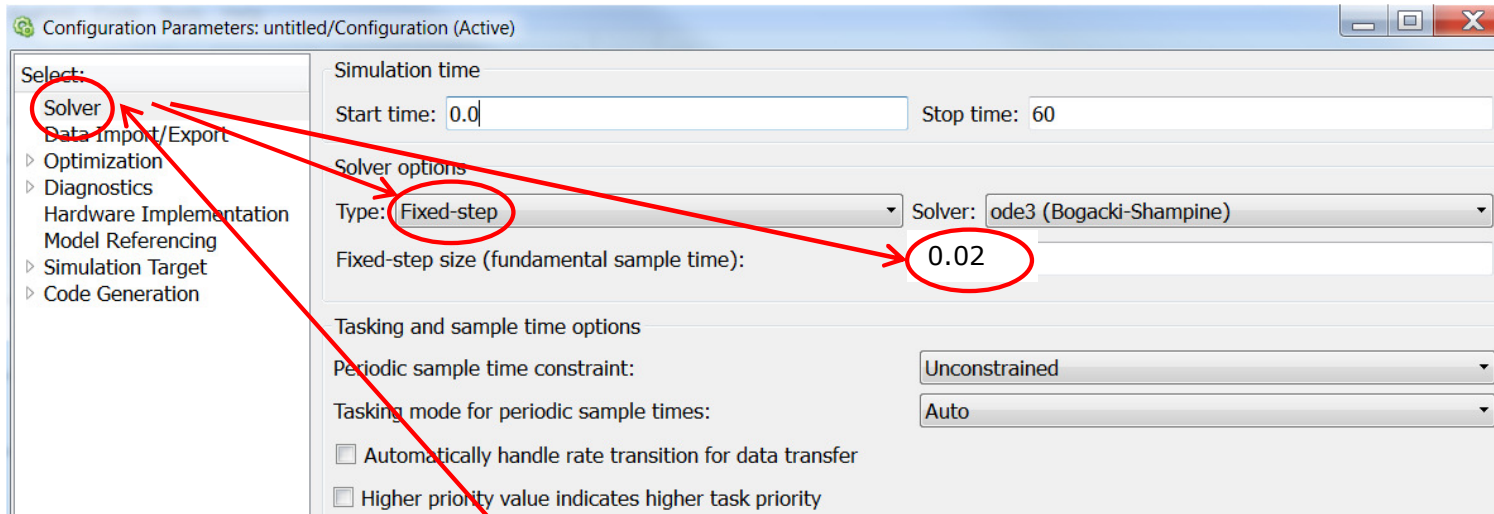 Configuration Parameters: untitled/Configuration (Active)
Select:
Solver
Data Import/Export
Optimization
Diagnostics
Hardware Implementation
Model Referencing
Simulation Target
Code Generation
Simulation time
Start time: 0.0 Stop time: 60
Solver options
Type: Fixed-step Solver: ode3 (Bogacki-Shampine)
Fixed-step size (fundamental sample time): 0.02
Tasking and sample time options
Periodic sample time constraint: Unconstrained
Tasking mode for periodic sample times: Auto
Automatically handle rate transition for data transfer
Higher priority value indicates higher task priority